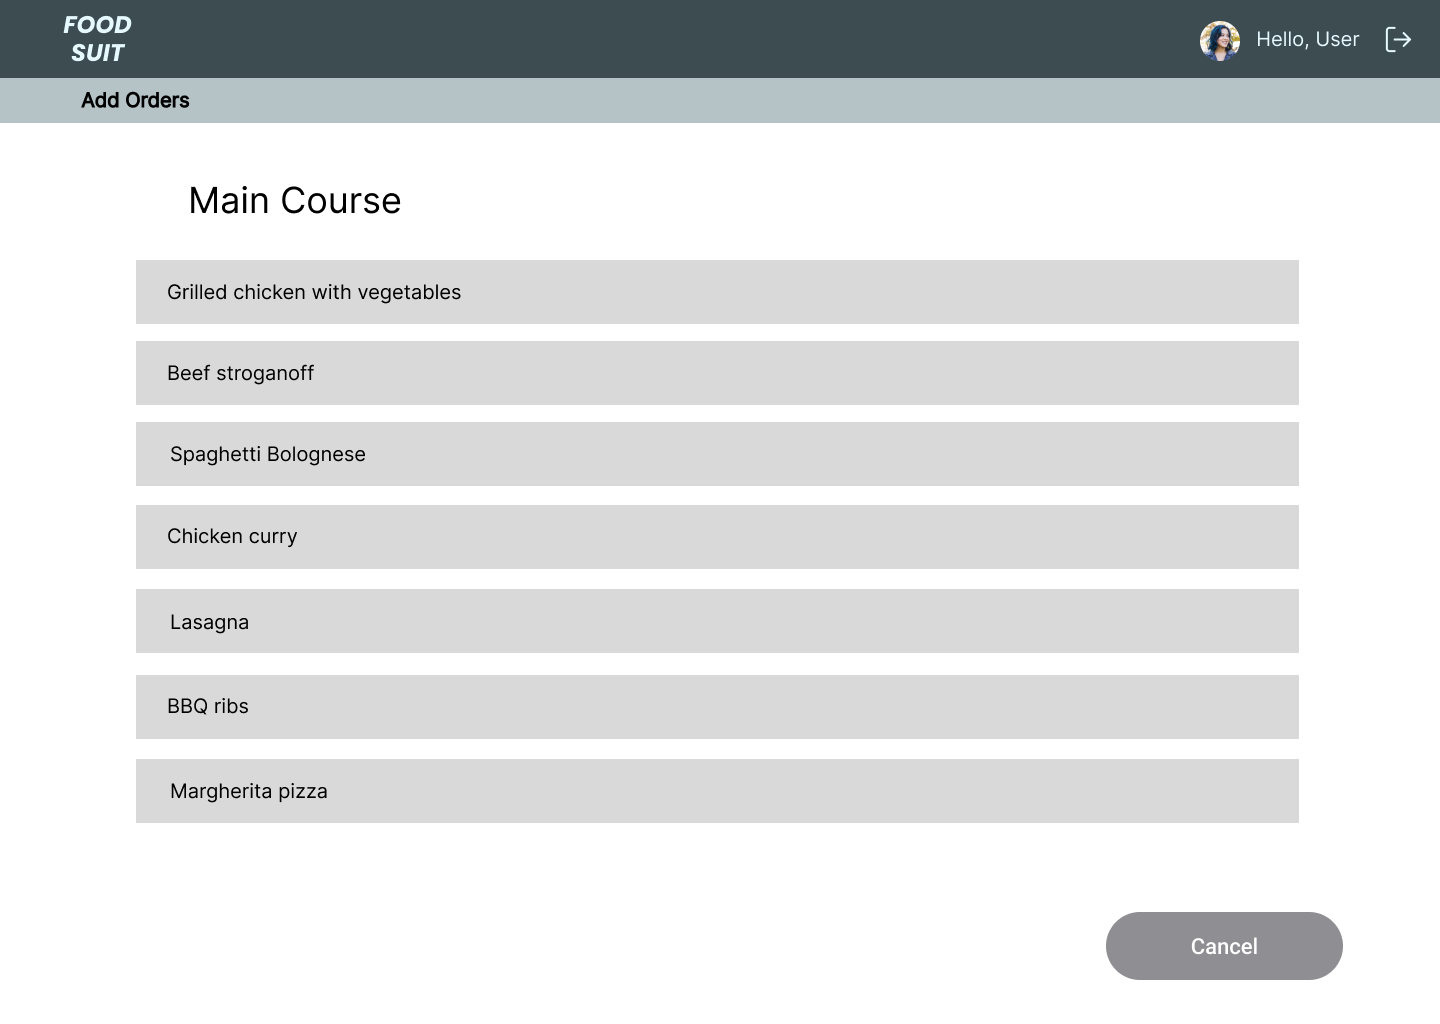 FOOD
SUIT
Hello, User
Add Orders
Main Course
Grilled chicken with vegetables
Beef stroganoff
Spaghetti Bolognese
Chicken curry
Lasagna
BBQ ribs
Margherita pizza
Cancel